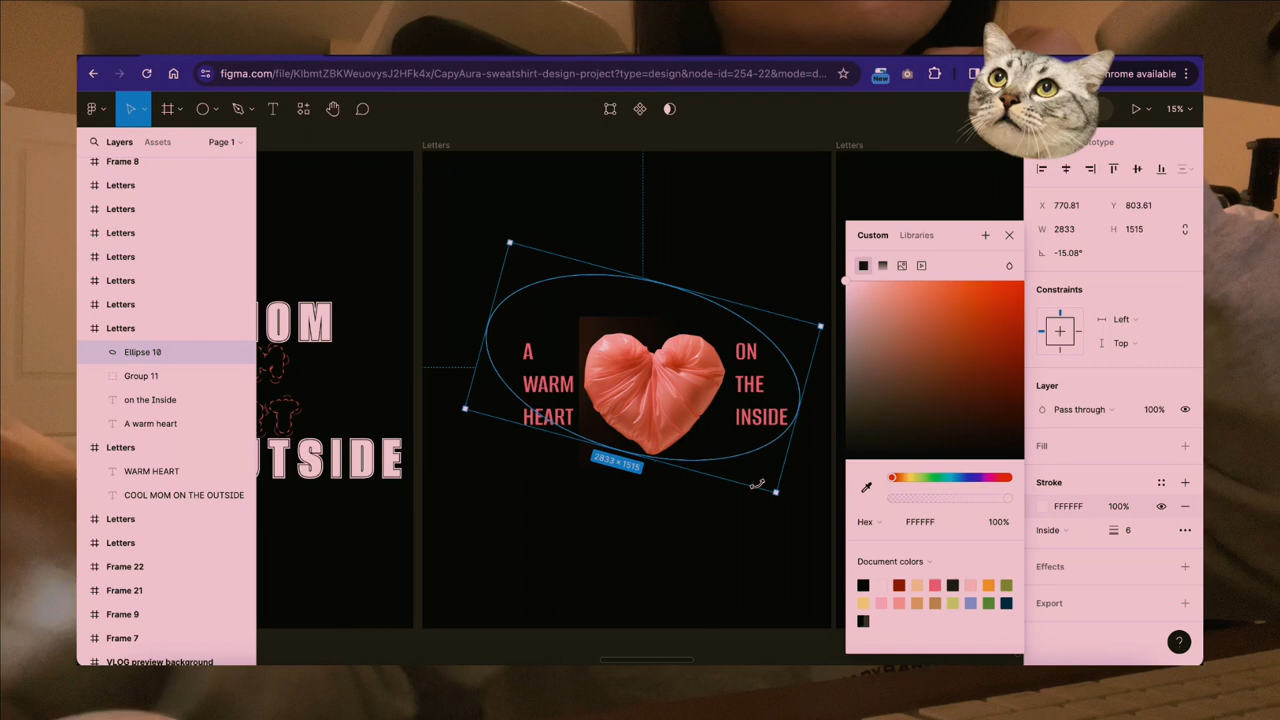 figma.com/file/KIbmtZBKWeuovysJ2HFk4x/CapyAura-sweatshirt-design-project?type=design&node-id=254-22&mode=d...
New
hrome available
15%
Layers
Assets
Page 1
Frame 8
Letters
Letters
Letters
Letters
Letters
Letters
Letters
Ellipse 10
Group 11
on the Inside
A warm heart
Letters
WARM HEART
COOL MOM ON THE OUTSIDE
Letters
Letters
Frame 22
Frame 21
Frame 9
Frame 7
VLOG preview background
OM
UTSIDE
Letters
A
WARM
HEART
ON
THE
INSIDE
2833 × 1515
Letters
Custom
Libraries
Hex
FFFFFF
100%
Document colors
ototype
X
770.81
Y
803.61
W
2833
H
1515
-15.08°
Constraints
Left
Top
Layer
Pass through
100%
Fill
Stroke
FFFFFF
100%
Inside
6
Effects
Export
?